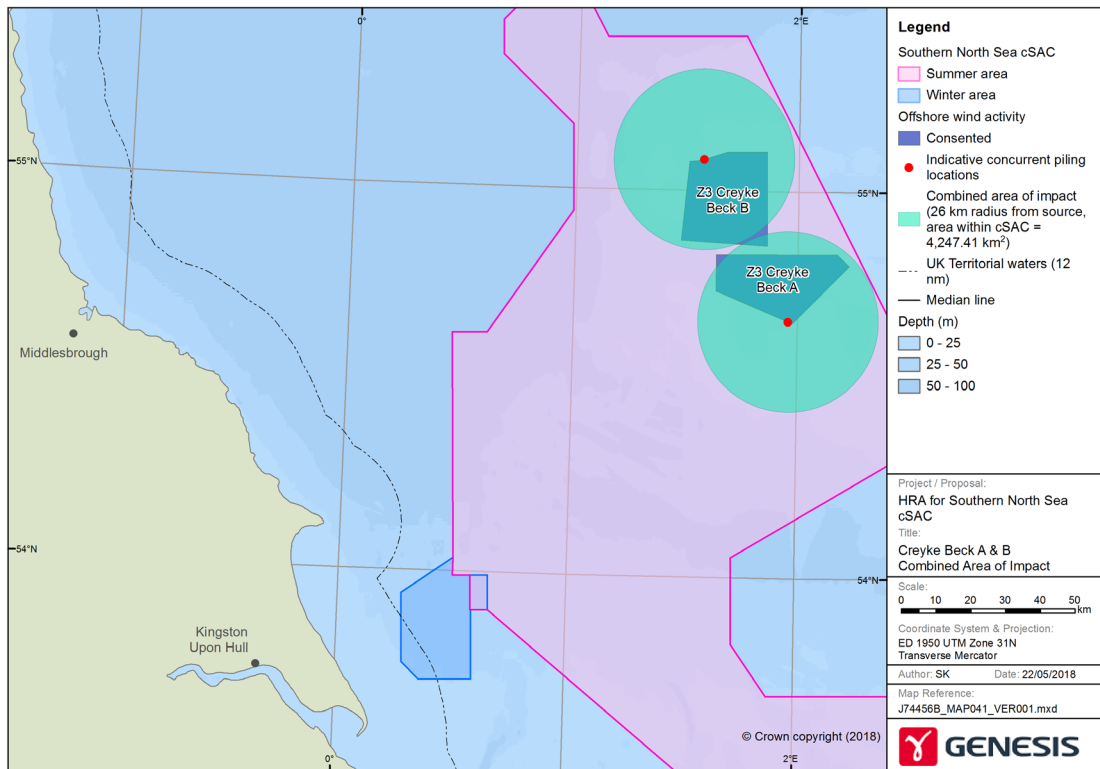 0°
2°E
55°N
55°N
Z3 Creyke
Beck B
Z3 Creyke
Beck A
Middlesbrough
54°N
54°N
Kingston
Upon Hull
© Crown copyright (2018)
0°
2°E
Legend
Southern North Sea cSAC
Summer area
Winter area
Offshore wind activity
Consented
Indicative concurrent piling
locations
Combined area of impact
(26 km radius from source,
area within cSAC =
4,247.41 km²)
UK Territorial waters (12
nm)
Median line
Depth (m)
0 - 25
25 - 50
50 - 100
Project / Proposal:
HRA for Southern North Sea
cSAC
Title:
Creyke Beck A & B
Combined Area of Impact
Scale:
0 10 20 30 40 50
km
Coordinate System & Projection:
ED 1950 UTM Zone 31N
Transverse Mercator
Author: SK Date: 22/05/2018
Map Reference:
J74456B_MAP041_VER001.mxd
GENESIS